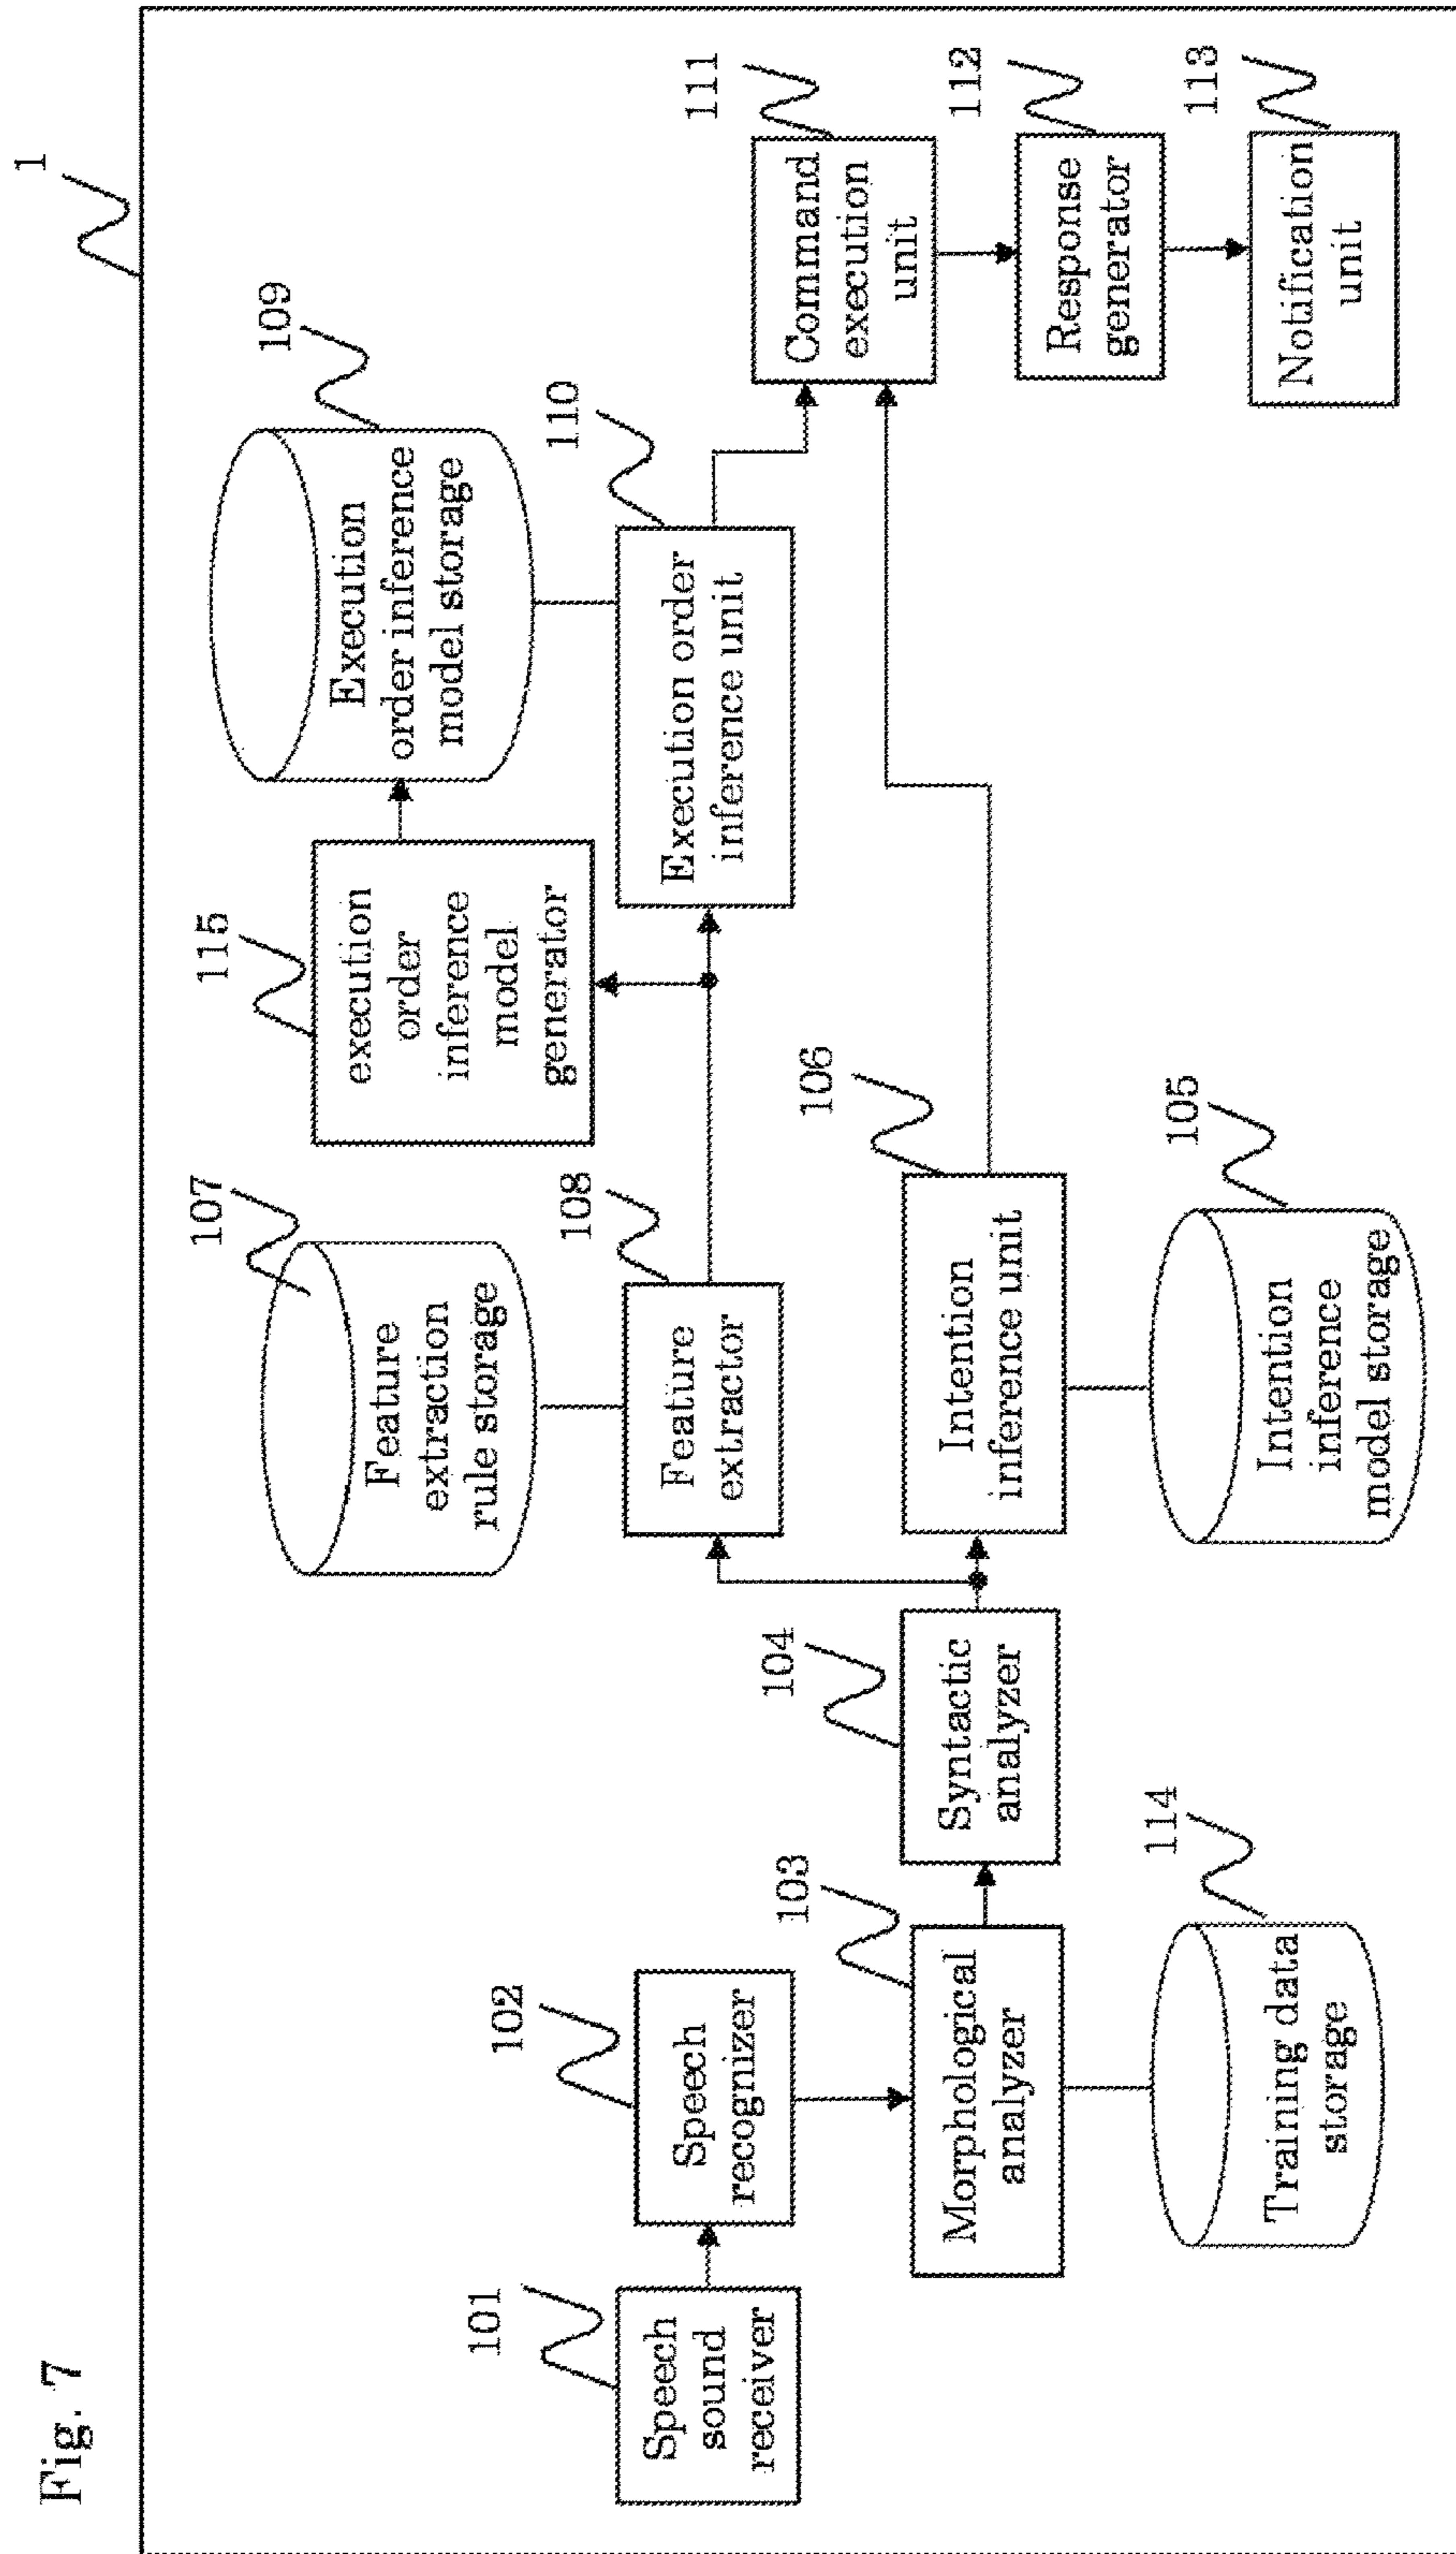 Fig. 7
1
101
Speech
sound
receiver
102
Speech
recognizer
103
Morphological
analyzer
114
Training data
storage
104
Syntactic
analyzer
107
Feature
extraction
rule storage
108
Feature
extractor
106
Intention
inference unit
105
Intention
inference
model storage
115
execution
order
inference
model
generator
109
Execution
order inference
model storage
110
Execution order
inference unit
111
Command
execution
unit
112
Response
generator
113
Notification
unit